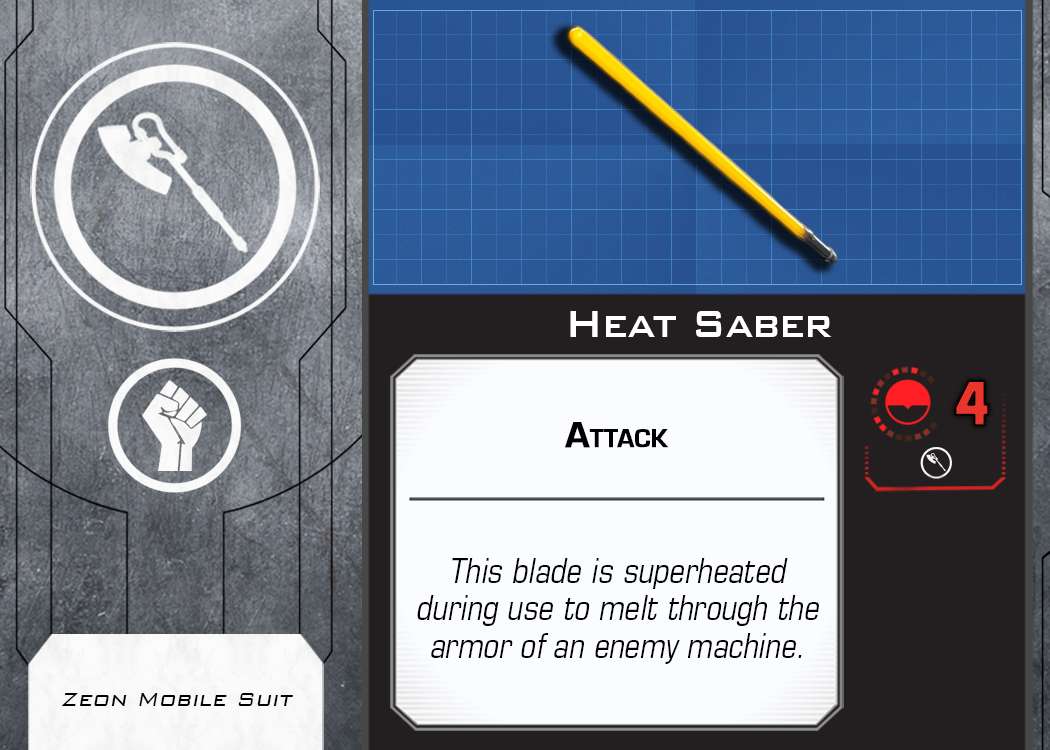 Heat Saber
Attack
4
This blade is superheated
during use to melt through the
armor of an enemy machine.
Zeon Mobile Suit